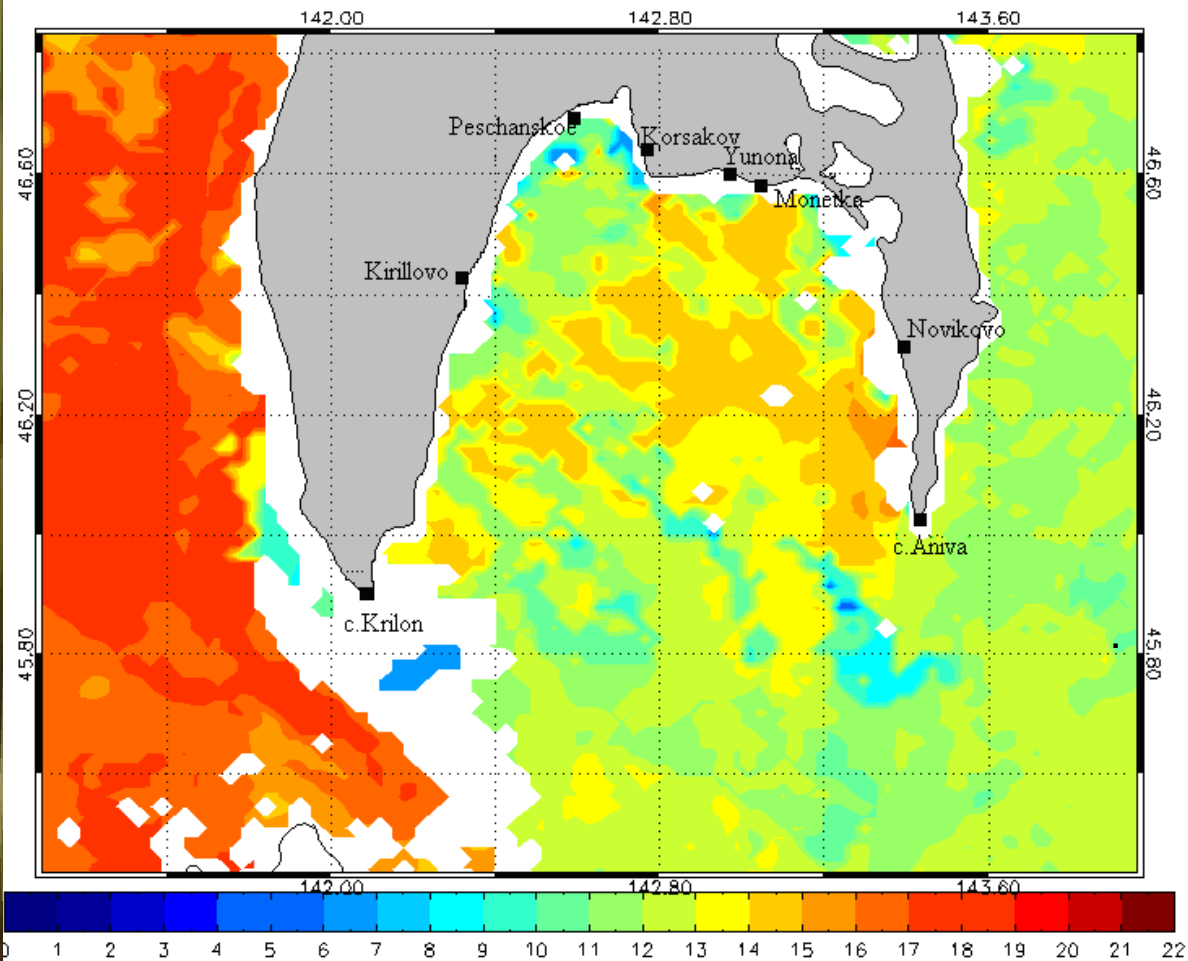 142.00 142.80 143.60
Peschanskoe
Korsakov
Yunona
46.60 46.60
Monetka
Kirillovo
Novikovo
46.20 46.20
c.Aniva
c.Krilon
45.80 45.80
142.00 142.80 143.60
0 1 2 3 4 5 6 7 8 9 10 11 12 13 14 15 16 17 18 19 20 21 22